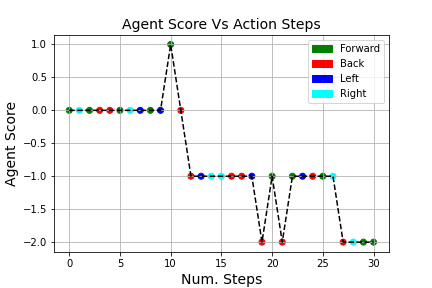 Agent Score Vs Action Steps
Forward
Back
Left
Right
1.0
0.5
0.0
−0.5
−1.0
−1.5
−2.0
Agent Score
0 5 10 15 20 25 30
Num. Steps